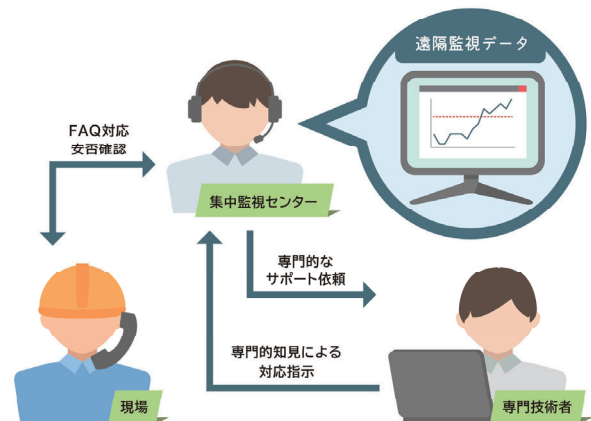 遠隔監視データ
FAQ対応
安否確認
集中監視センター
専門的な
サポート依頼
専門的知見による
対応指示
現場
専門技術者